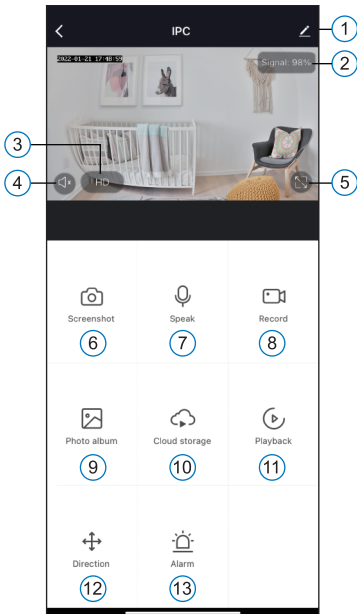 IPC
1
2022-01-21 17:48:59
Signal: 98%
2
3
4
HD
5
Screenshot
Speak
Record
6
7
8
Photo album
Cloud storage
Playback
9
10
11
Direction
Alarm
12
13